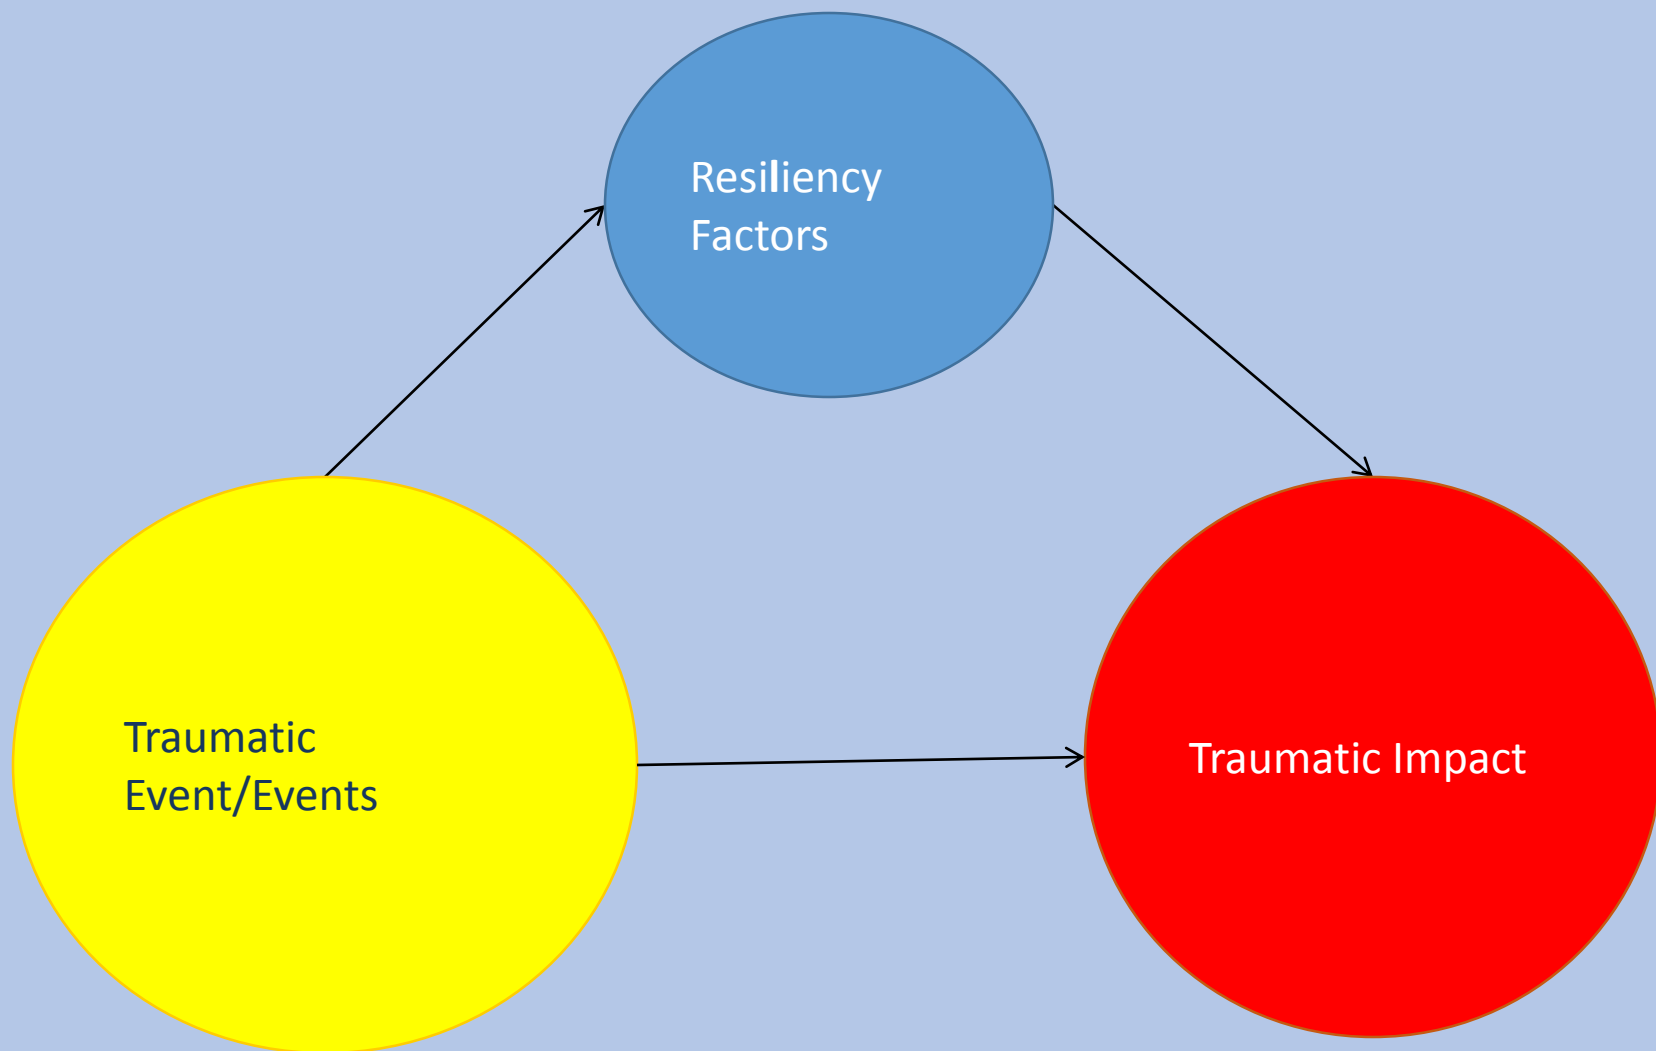 Resiliency
Factors
Traumatic
Event/Events
Traumatic Impact